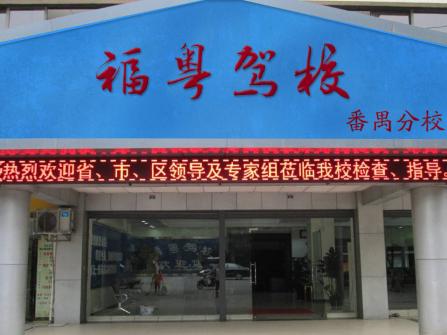 福粤驾校
番禺分校
热烈欢迎省、市、区领导及专家组莅临我校检查、指导。